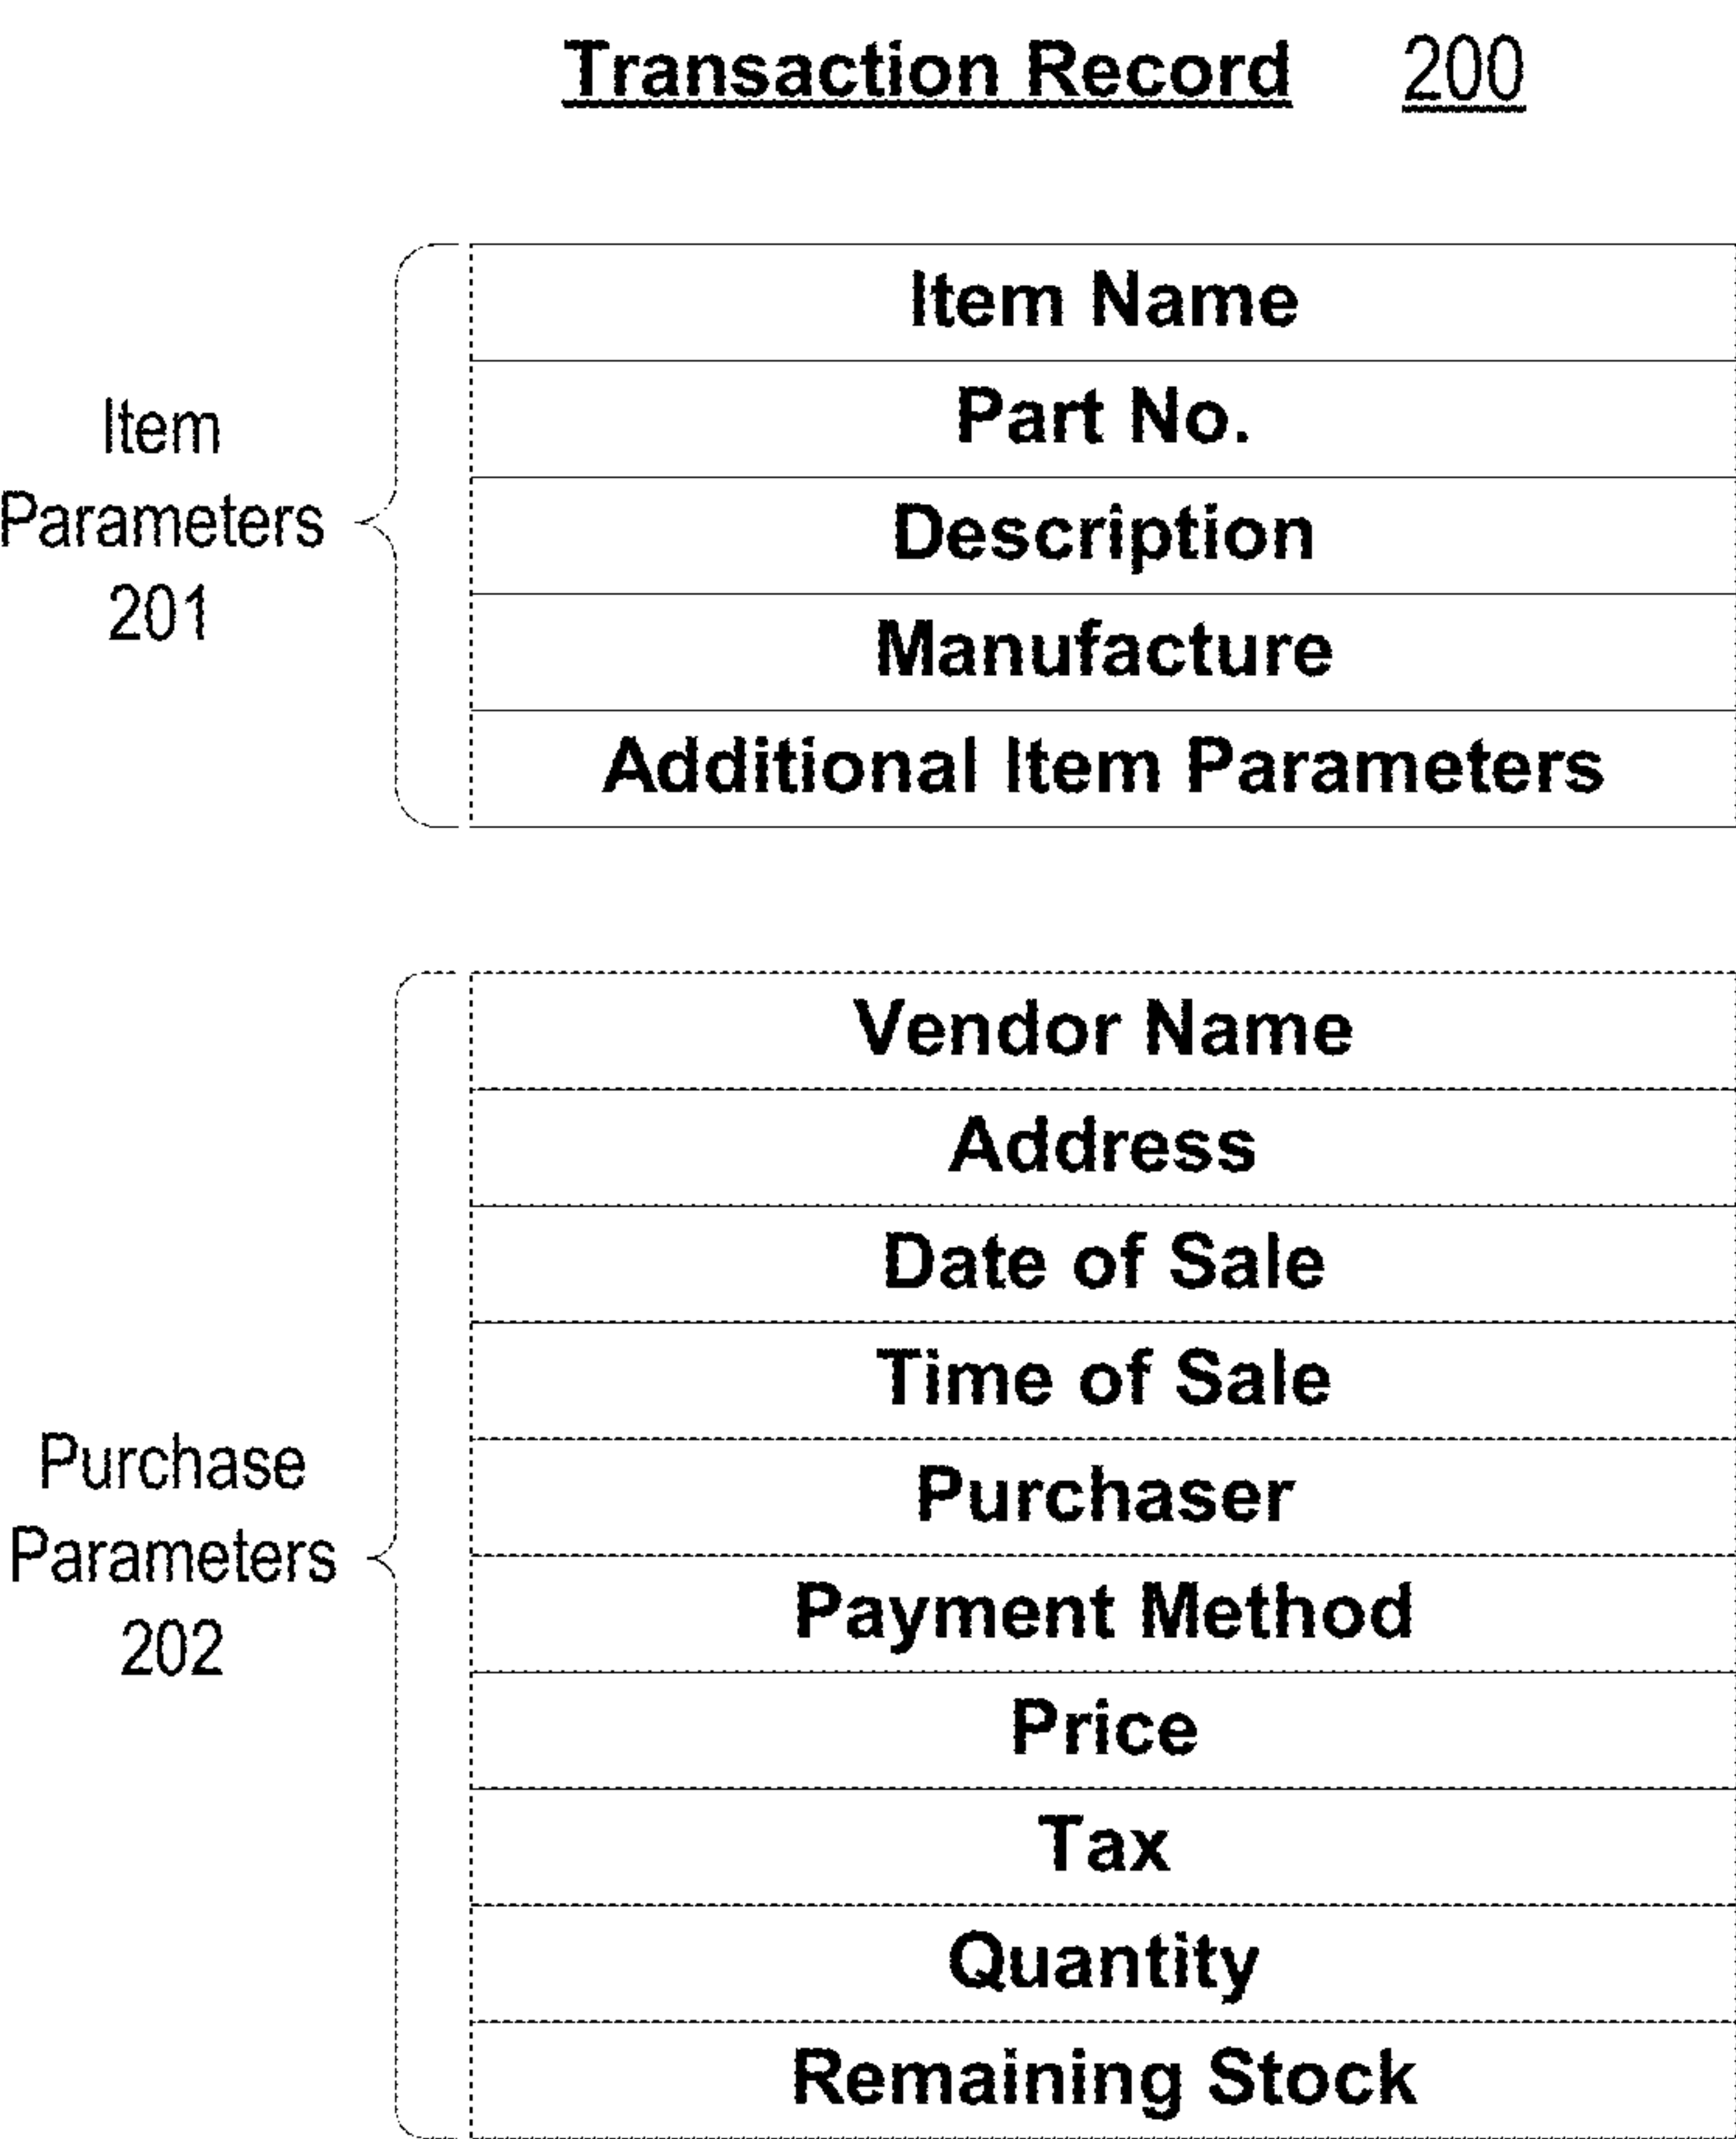 Transaction Record 200
Item Name
Part No.
Description
Manufacture
Additional Item Parameters
Item
Parameters
201
Vendor Name
Address
Date of Sale
Time of Sale
Purchaser
Payment Method
Price
Tax
Quantity
Remaining Stock
Purchase
Parameters
202